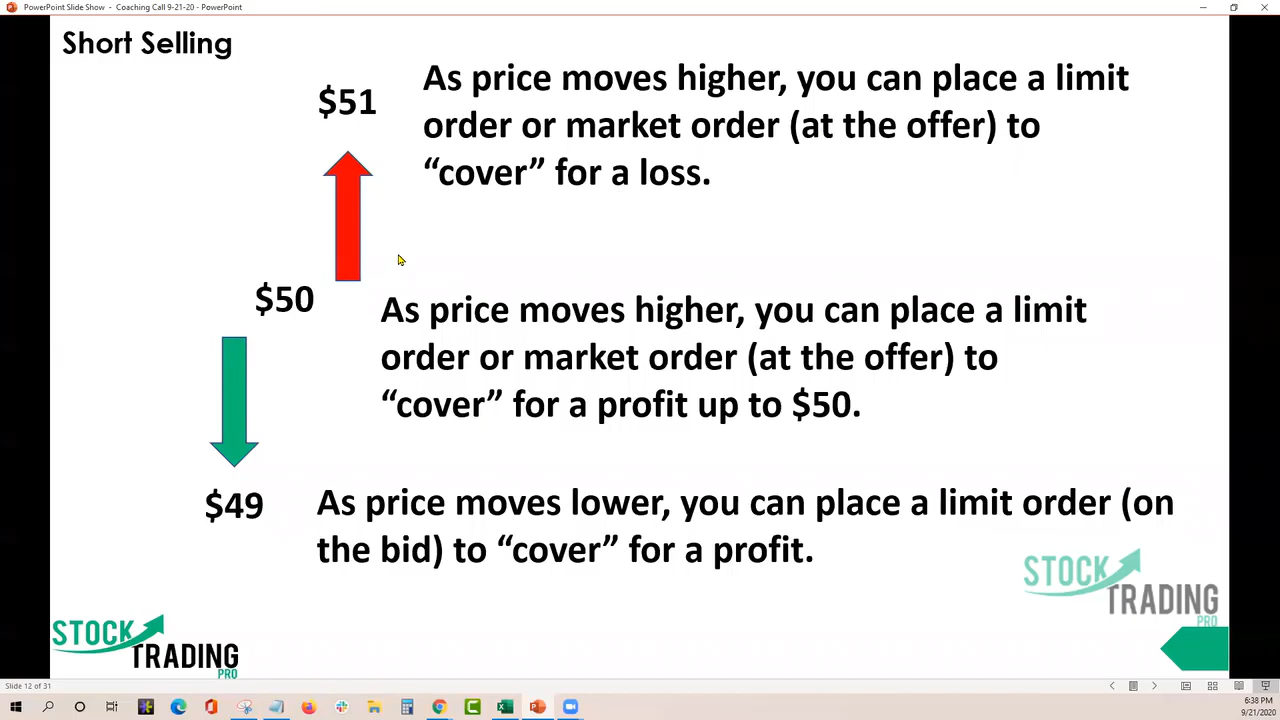 PowerPoint Slide Show - Coaching Call 9-21-20 - PowerPoint
Short Selling
$51
As price moves higher, you can place a limit
order or market order (at the offer) to
“cover” for a loss.
$50
As price moves higher, you can place a limit
order or market order (at the offer) to
“cover” for a profit up to $50.
$49
As price moves lower, you can place a limit order (on
the bid) to “cover” for a profit.
STOCK
TRADING
PRO
STOCK
TRADING
PRO
Slide 12 of 31
6:38 PM
9/21/2020